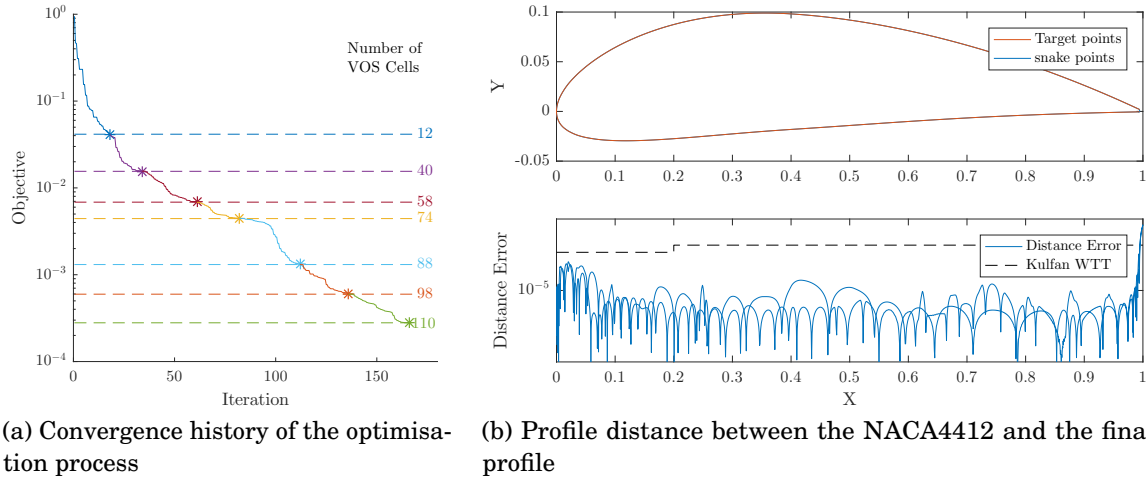 10^0
10^-1
10^-2
10^-3
10^-4
Objective
Number of
VOS Cells
12
40
58
74
88
98
110
0 50 100 150
Iteration
(a) Convergence history of the optimisa-
tion process
0.1
0.05
0
-0.05
Y
Target points
snake points
0 0.1 0.2 0.3 0.4 0.5 0.6 0.7 0.8 0.9 1
Distance Error
10^-5
Distance Error
Kulfan WTT
0 0.1 0.2 0.3 0.4 0.5 0.6 0.7 0.8 0.9 1
X
(b) Profile distance between the NACA4412 and the fina
profile